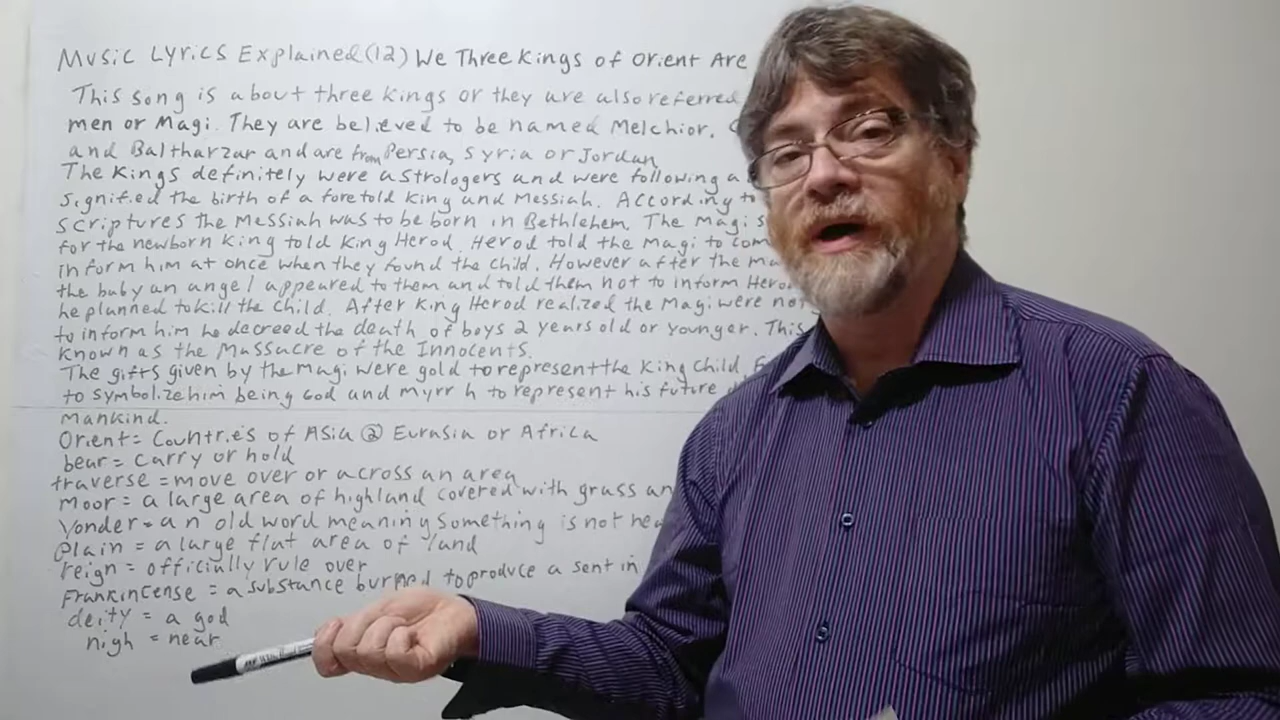 Music Lyrics Explained (12) We Three Kings of Orient Are
This song is about three kings or they are also referred
men or Magi. They are believed to be named Melchior,
and Baltharzar and are from Persia, Syria or Jordan
The Kings definitely were astrologers and were following a
signified the birth of a foretold King and Messiah. According to
scriptures the Messiah was to be born in Bethlehem. The Magi
for the newborn King told King Herod. Herod told the Magi to
inform him at once when they found the child. However after the
the baby an angel appeared to them and told them not to inform
he planned to kill the child. After King Herod realized the Magi were not
to inform him he decreed the death of boys 2 years old or younger. This
known as the Massacre of the Innocents.
The gifts given by the Magi were gold to represent the King Child,
to symbolize him being God and myrrh to represent his future
mankind.
Orient = Countries of Asia ② Eurasia or Africa
bear = carry or hold
traverse = move over or across an area
Moor = a large area of highland covered with grass
Yonder = an old word meaning something is not
Plain = a large flat area of land
reign = officially rule over
Frankincense = a substance burned to produce a sent in
deity = a god
nigh = near